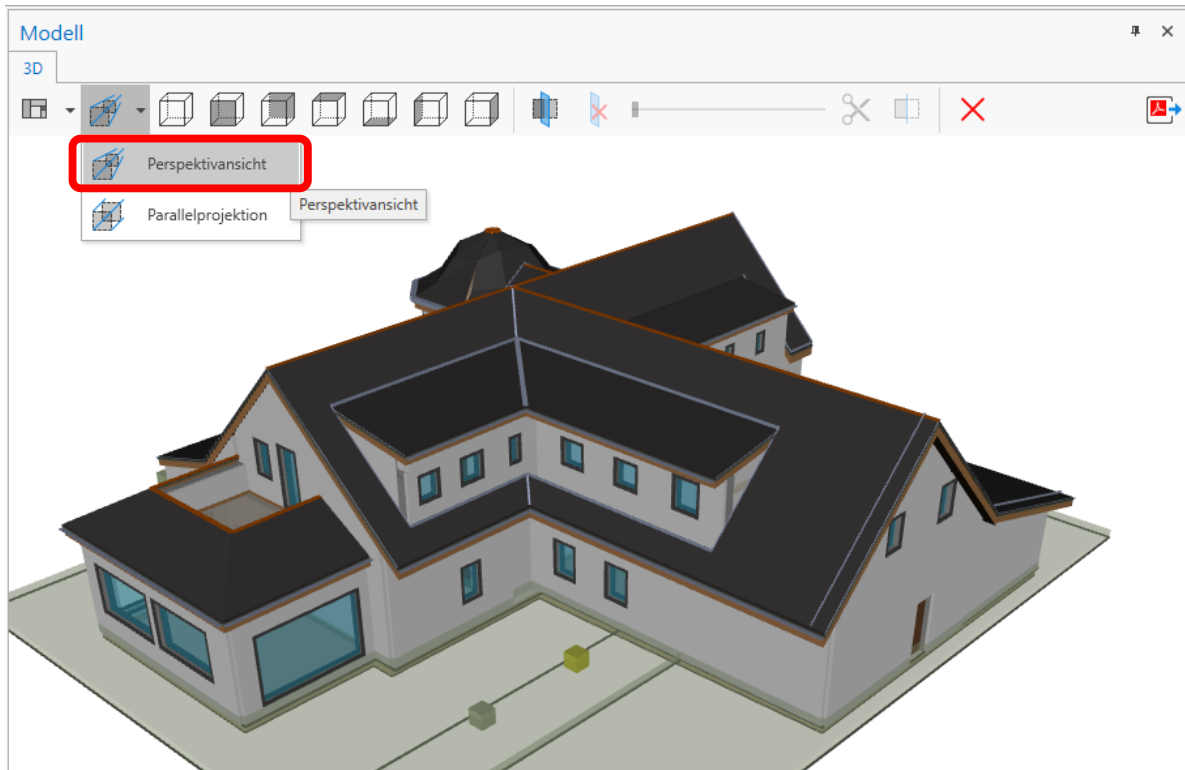 Modell
3D
Perspektivansicht
Parallelprojektion
Perspektivansicht